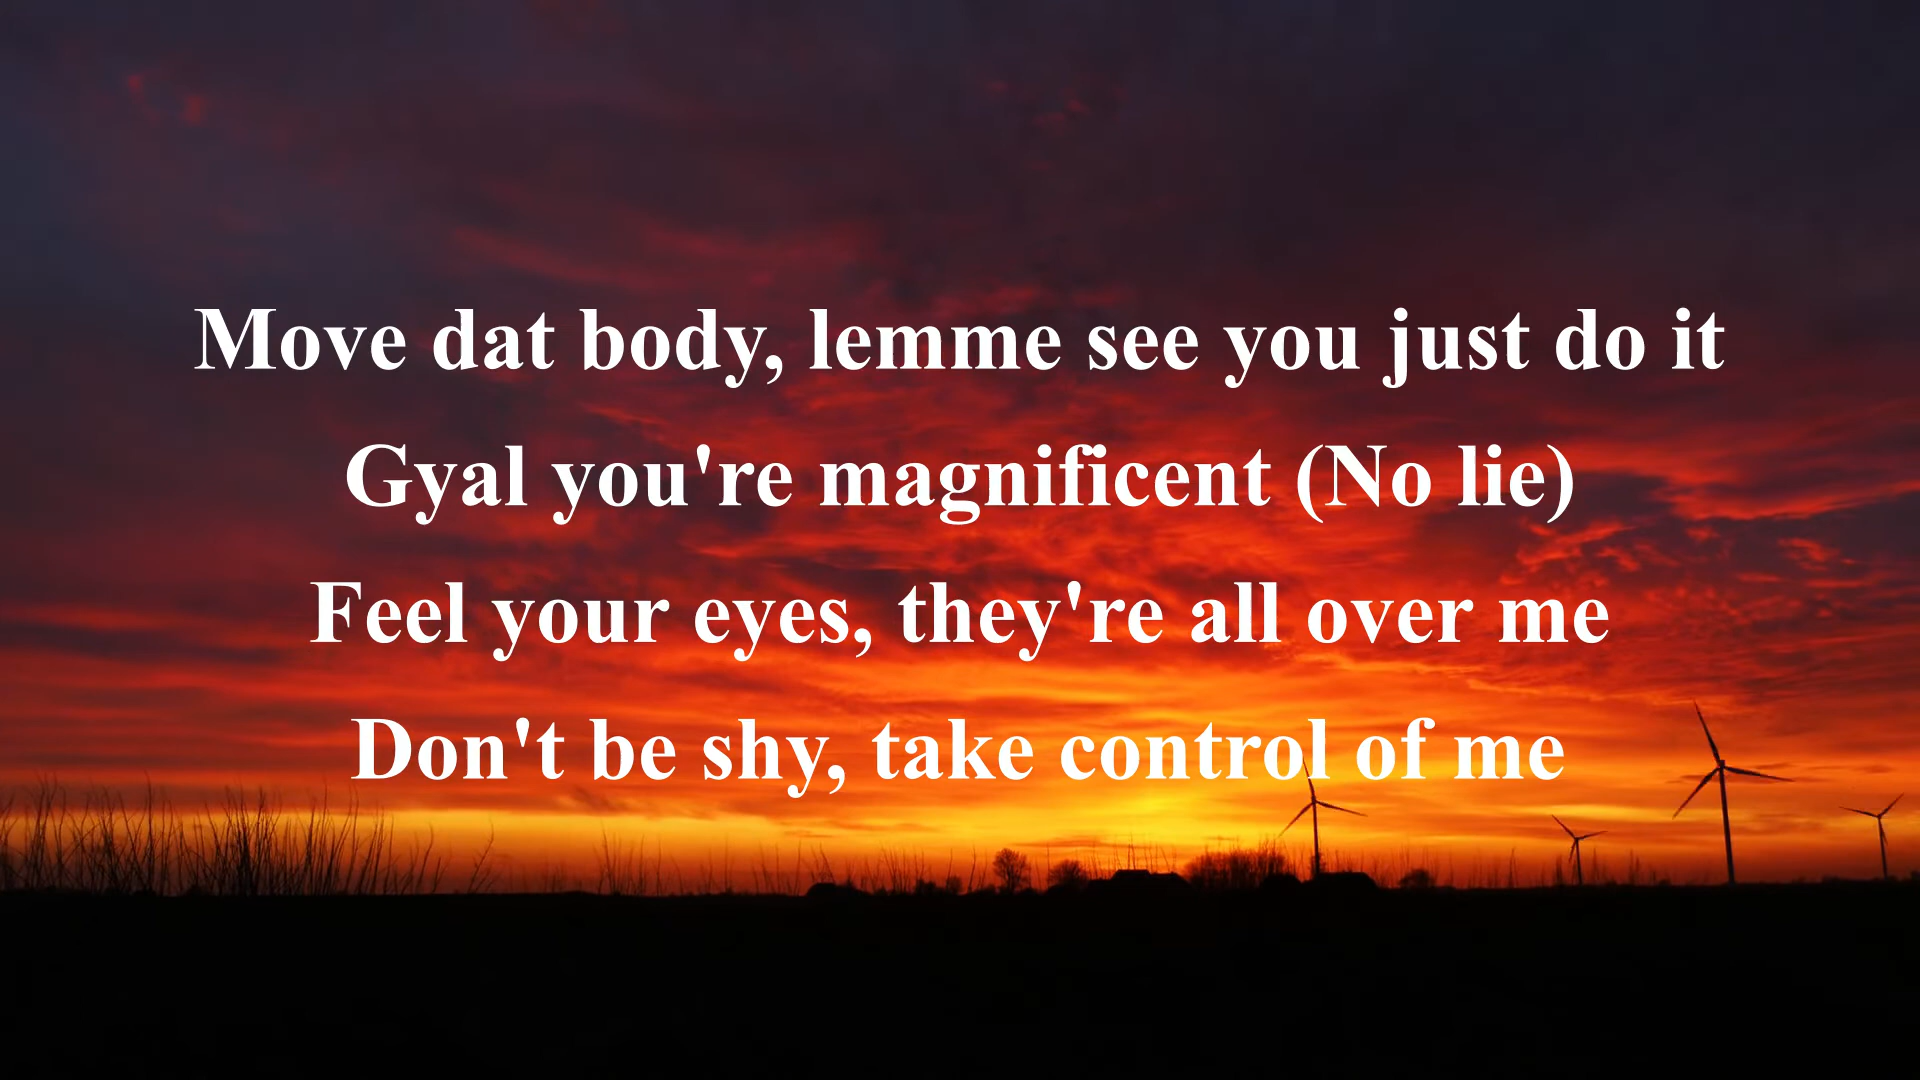 Move dat body, lemme see you just do it
Gyal you're magnificent (No lie)
Feel your eyes, they're all over me
Don't be shy, take control of me